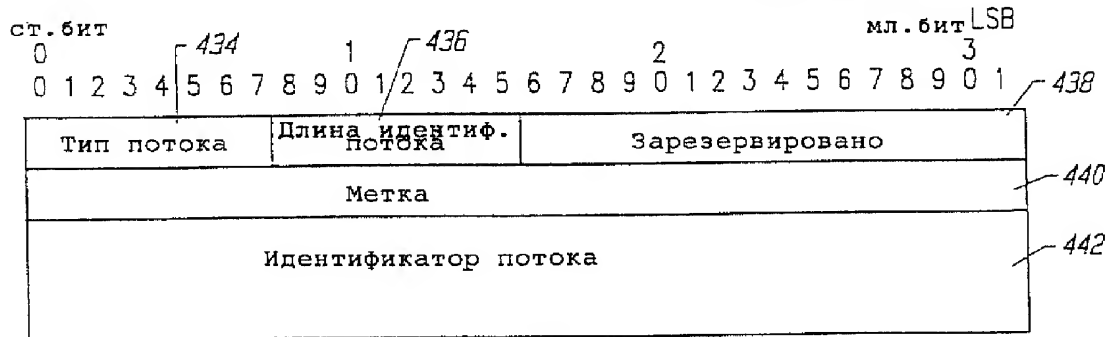 ст.бит мл.бит LSB
0 434 1 436 2 3
0 1 2 3 4 5 6 7 8 9 0 1 2 3 4 5 6 7 8 9 0 1 2 3 4 5 6 7 8 9 0 1 438
Тип потока Длина идентиф. потока Зарезервировано
Метка 440
Идентификатор потока 442